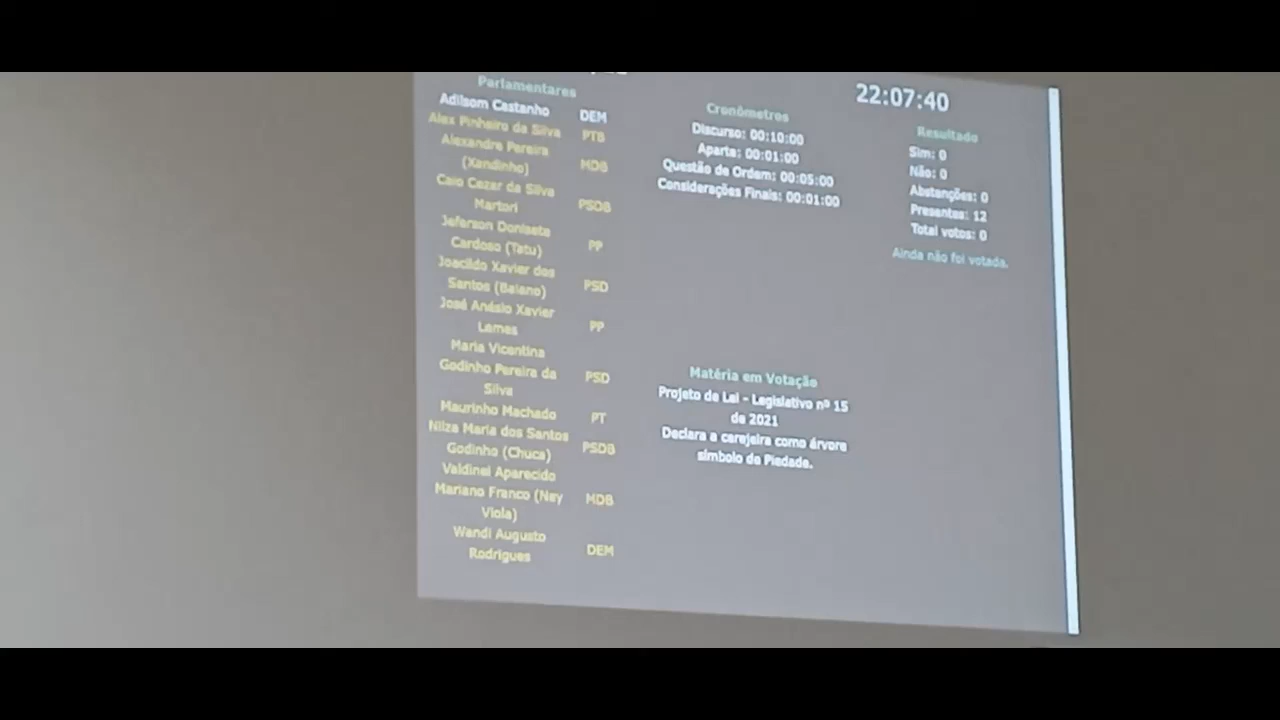 Parlamentares
Adilsom Castanho DEM
Alex Pinheiro da Silva PTB
Alexandre Pereira
(Xandinho) MDB
Caio Cezar da Silva
Martori PSDB
Jeferson Donisete
Cardoso (Tatu) PP
Joacildo Xavier dos
Santos (Baiano) PSD
José Anésio Xavier
Lemes PP
Maria Vicentina
Godinho Pereira da
Silva PSD
Maurinho Machado PT
Nilza Maria dos Santos
Godinho (Chuca) PSDB
Valdinei Aparecido
Mariano Franco (Ney
Viola) MDB
Wandi Augusto
Rodrigues DEM
Cronômetros
Discurso: 00:10:00
Aparte: 00:01:00
Questão de Ordem: 00:05:00
Considerações Finais: 00:01:00
Matéria em Votação
Projeto de Lei - Legislativo nº 15
de 2021
Declara a cerejeira como árvore
símbolo de Piedade.
22:07:40
Resultado
Sim: 0
Não: 0
Abstenções: 0
Presentes: 12
Total votos: 0
Ainda não foi votada.